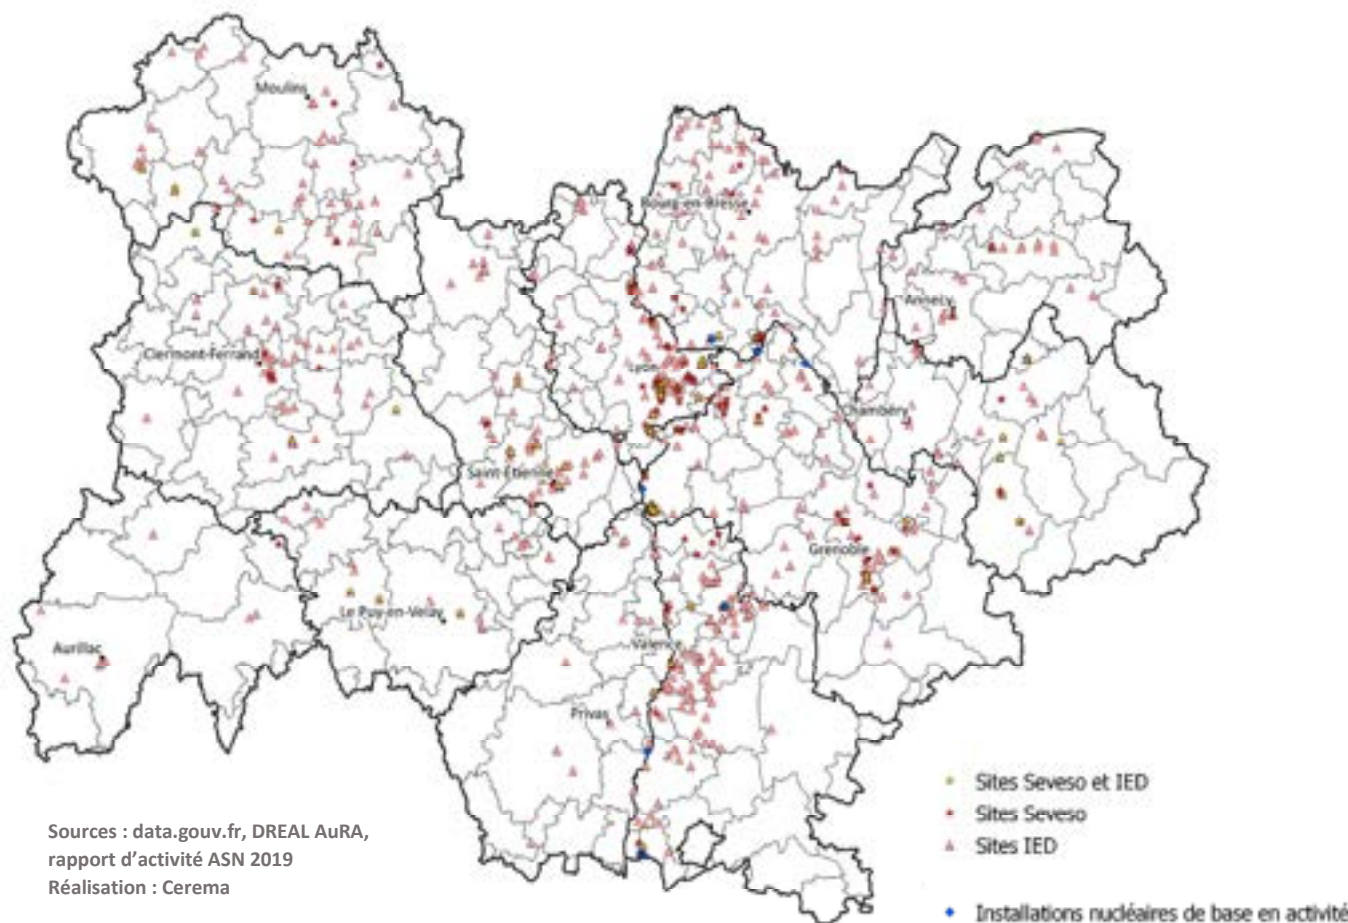 Moulins
Bourg-en-Bresse
Annecy
Clermont-Ferrand
Lyon
Chambéry
Saint-Etienne
Grenoble
Le Puy-en-Velay
Aurillac
Valence
Privas
Sites Seveso et IED
Sites Seveso
Sites IED
Installations nucléaires de base en activité
Sources : data.gouv.fr, DREAL AuRA,
rapport d’activité ASN 2019
Réalisation : Cerema